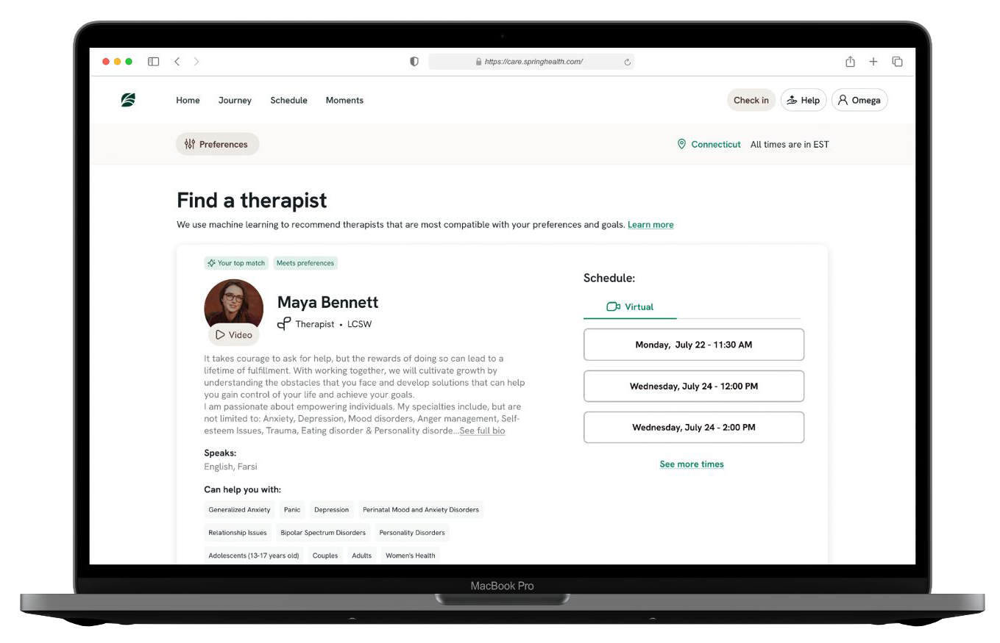 https://care.springhealth.com/
Home Journey Schedule Moments
Check in Help Omega
Preferences
Connecticut All times are in EST
Find a therapist
We use machine learning to recommend therapists that are most compatible with your preferences and goals. Learn more
Your top match Meets preferences
Maya Bennett
Therapist • LCSW
Video
It takes courage to ask for help, but the rewards of doing so can lead to a
lifetime of fulfillment. With working together, we will cultivate growth by
understanding the obstacles that you face and develop solutions that can help
you gain control of your life and achieve your goals.
I am passionate about empowering individuals. My specialties include, but are
not limited to: Anxiety, Depression, Mood disorders, Anger management, Self-
esteem Issues, Trauma, Eating disorder & Personality disorde...See full bio
Speaks:
English, Farsi
Can help you with:
Generalized Anxiety Panic Depression Perinatal Mood and Anxiety Disorders
Relationship Issues Bipolar Spectrum Disorders Personality Disorders
Adolescents (13-17 years old) Couples Adults Women's Health
Schedule:
Virtual
Monday, July 22 - 11:30 AM
Wednesday, July 24 - 12:00 PM
Wednesday, July 24 - 2:00 PM
See more times
MacBook Pro